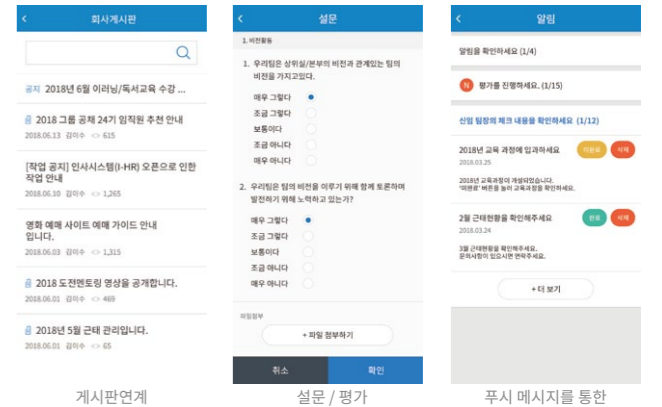 회사게시판
공지 2018년 6월 이러닝/독서교육 수강 ...
2018 그룹 공채 24기 임직원 추천 안내
2018.06.13 김미수 615
[작업 공지] 인사시스템(I-HR) 오픈으로 인한
작업 안내
2018.06.10 김미수 1,265
영화 예매 사이트 예매 가이드 안내
입니다.
2018.06.03 김미수 1,315
2018 도전멘토링 영상을 공개합니다.
2018.06.01 김미수 469
2018년 5월 근태 관리입니다.
2018.06.01 김미수 65
게시판연계
설문
1. 비전활동
1. 우리팀은 상위실/본부의 비전과 관계있는 팀의
비전을 가지고있다.
매우 그렇다
조금 그렇다
보통이다
조금 아니다
매우 아니다
2. 우리팀은 팀의 비전을 이루기 위해 함께 토론하며
발전하기 위해 노력하고 있는가?
매우 그렇다
조금 그렇다
보통이다
조금 아니다
매우 아니다
파일첨부
+ 파일 첨부하기
취소 확인
설문 / 평가
알림
알림을 확인하세요 (1/4)
N 평가를 진행하세요. (1/15)
신임 팀장의 체크 내용을 확인하세요 (1/12)
2018년 교육 과정에 입과하세요 미완료 삭제
2018.03.25
2018년 교육과정이 개설되었습니다.
'미완료' 버튼을 눌러 교육과정을 확인하세요.
2월 근태현황을 확인해주세요 완료 삭제
2018.03.24
3월 근태현황을 확인해주세요.
문의사항이 있으시면 연락주세요.
+ 더 보기
푸시 메시지를 통한